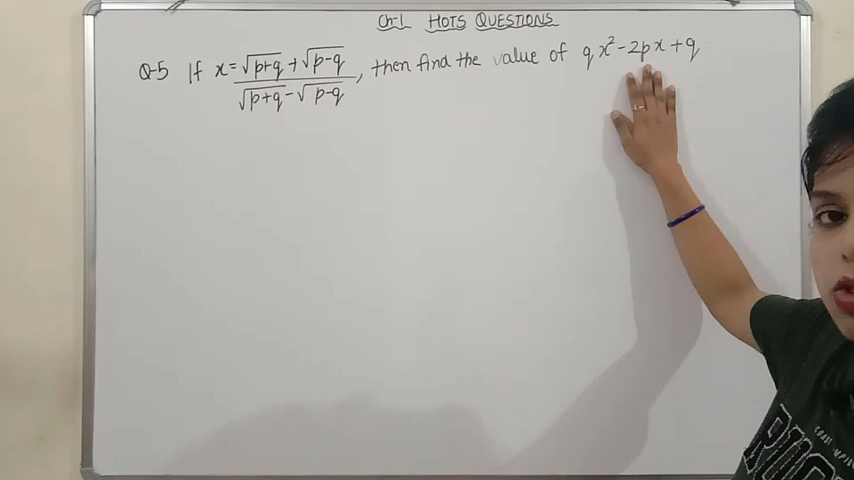 Ch-1 HOTS QUESTIONS
Q-5 If x = √p+q + √p-q / √p+q - √p-q , then find the value of qx² - 2px + q